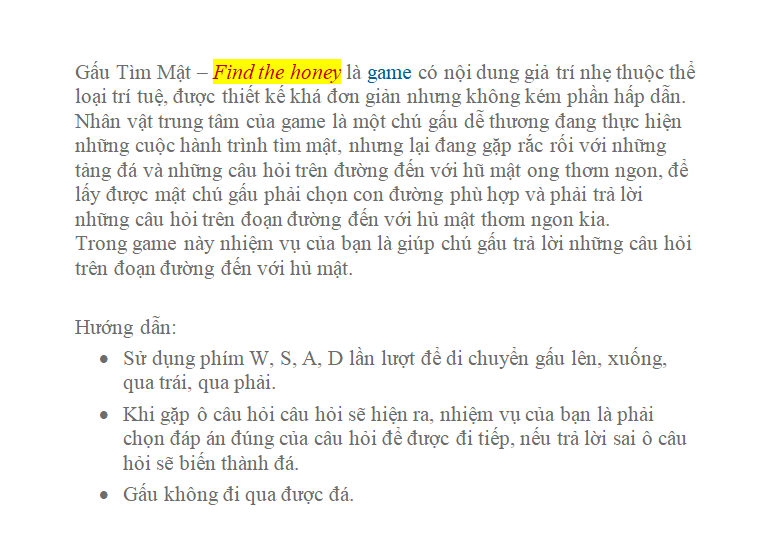 Gấu Tìm Mật – Find the honey là game có nội dung giả trí nhẹ thuộc thể
loại trí tuệ, được thiết kế khá đơn giản nhưng không kém phần hấp dẫn.
Nhân vật trung tâm của game là một chú gấu dễ thương đang thực hiện
những cuộc hành trình tìm mật, nhưng lại đang gặp rắc rối với những
tảng đá và những câu hỏi trên đường đến với hũ mật ong thơm ngon, để
lấy được mật chú gấu phải chọn con đường phù hợp và phải trả lời
những câu hỏi trên đoạn đường đến với hủ mật thơm ngon kia.
Trong game này nhiệm vụ của bạn là giúp chú gấu trả lời những câu hỏi
trên đoạn đường đến với hủ mật.
Hướng dẫn:
• Sử dụng phím W, S, A, D lần lượt để di chuyển gấu lên, xuống,
qua trái, qua phải.
• Khi gặp ô câu hỏi câu hỏi sẽ hiện ra, nhiệm vụ của bạn là phải
chọn đáp án đúng của câu hỏi để được đi tiếp, nếu trả lời sai ô câu
hỏi sẽ biến thành đá.
• Gấu không đi qua được đá.